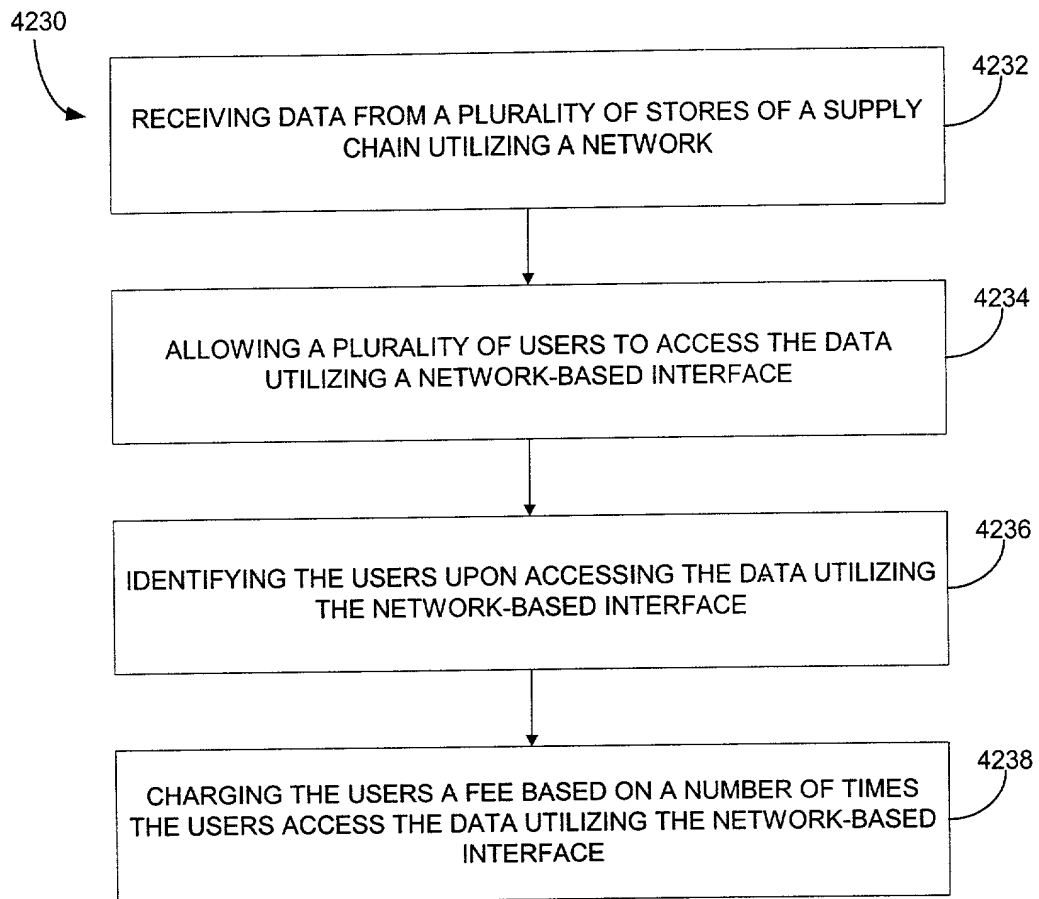 4230
4232
RECEIVING DATA FROM A PLURALITY OF STORES OF A SUPPLY
CHAIN UTILIZING A NETWORK
4234
ALLOWING A PLURALITY OF USERS TO ACCESS THE DATA
UTILIZING A NETWORK-BASED INTERFACE
4236
IDENTIFYING THE USERS UPON ACCESSING THE DATA UTILIZING
THE NETWORK-BASED INTERFACE
4238
CHARGING THE USERS A FEE BASED ON A NUMBER OF TIMES
THE USERS ACCESS THE DATA UTILIZING THE NETWORK-BASED
INTERFACE